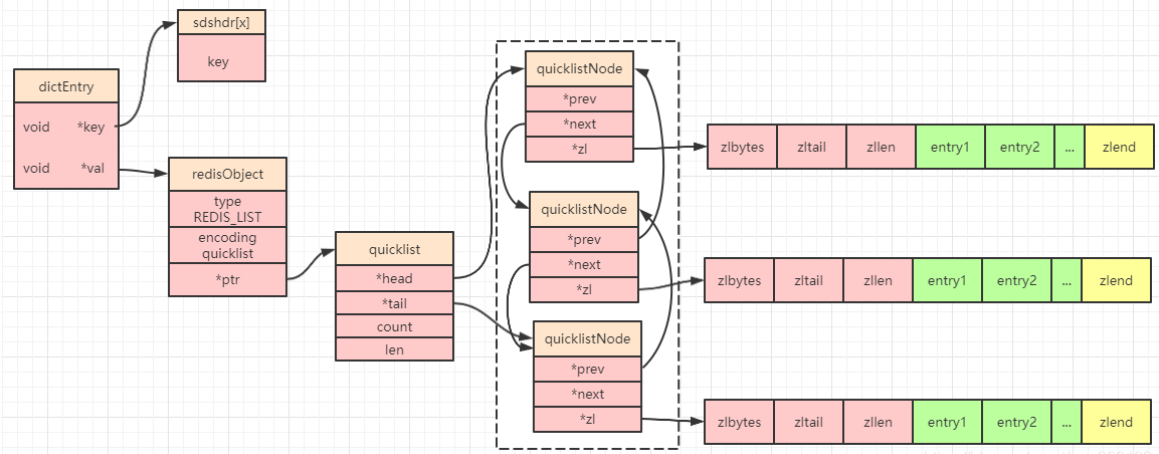 sdshdr[x]
key
dictEntry
void *key
void *val
redisObject
type
REDIS_LIST
encoding
quicklist
*ptr
quicklist
*head
*tail
count
len
quicklistNode
*prev
*next
*zl
quicklistNode
*prev
*next
*zl
quicklistNode
*prev
*next
*zl
zlbytes zltail zllen entry1 entry2 ... zlend
zlbytes zltail zllen entry1 entry2 ... zlend
zlbytes zltail zllen entry1 entry2 ... zlend